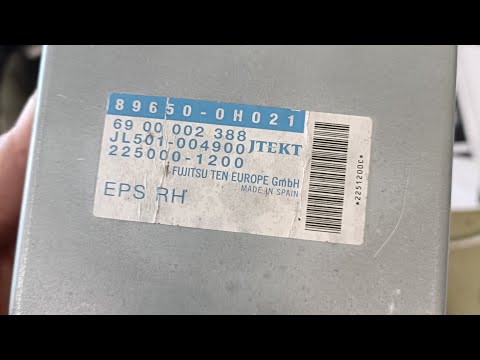 89650-0H021
69 00 002 388
JL501-004900 JTEKT
225000-1200
FUJITSU TEN EUROPE GmbH
EPS RH
MADE IN SPAIN
*2251200C*